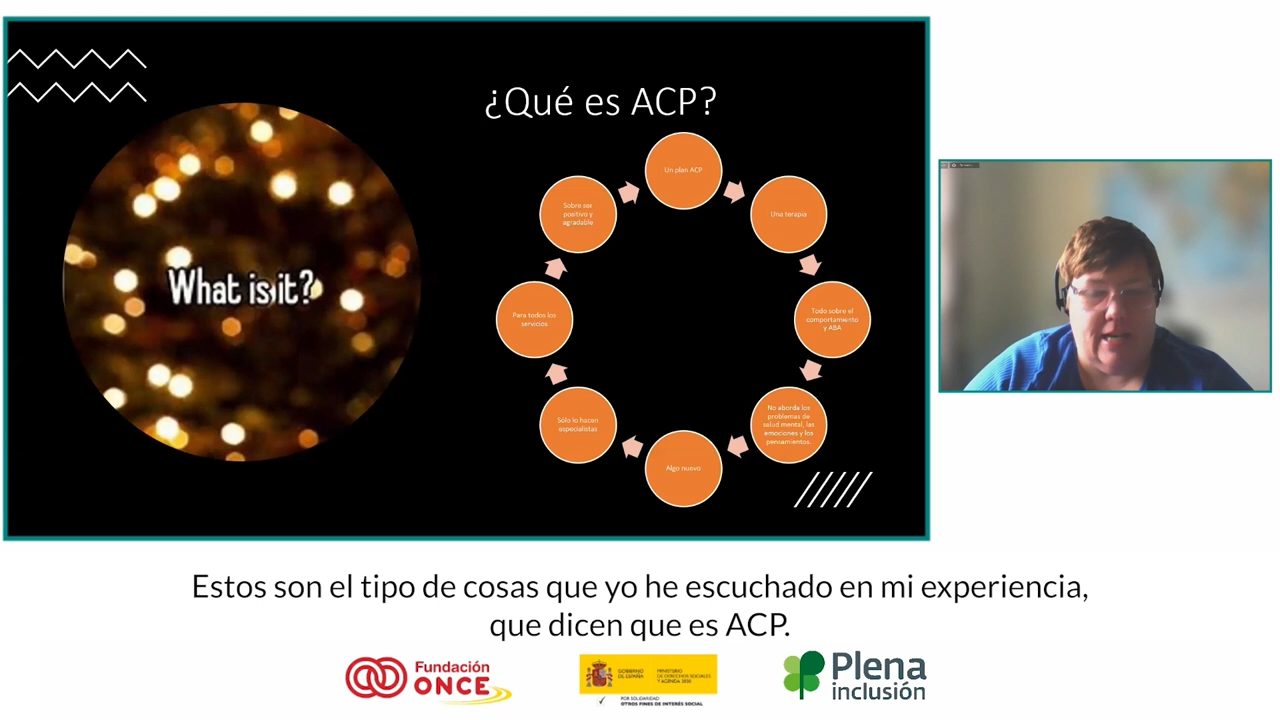 ¿Qué es ACP?
What is it?
Un plan ACP
Una terapia
Todo sobre el
comportamiento
y ABA
No aborda los
problemas de
salud mental, las
emociones y los
pensamientos.
Algo nuevo
Sólo lo hacen
especialistas
Para todos los
servicios
Sobre ser
positivo y
agradable
Estos son el tipo de cosas que yo he escuchado en mi experiencia,
que dicen que es ACP.
Fundación
ONCE
GOBIERNO
DE ESPAÑA
MINISTERIO
DE DERECHOS SOCIALES
Y AGENDA 2030
POR SOLIDARIDAD
OTROS FINES DE INTERÉS SOCIAL
Plena
inclusión